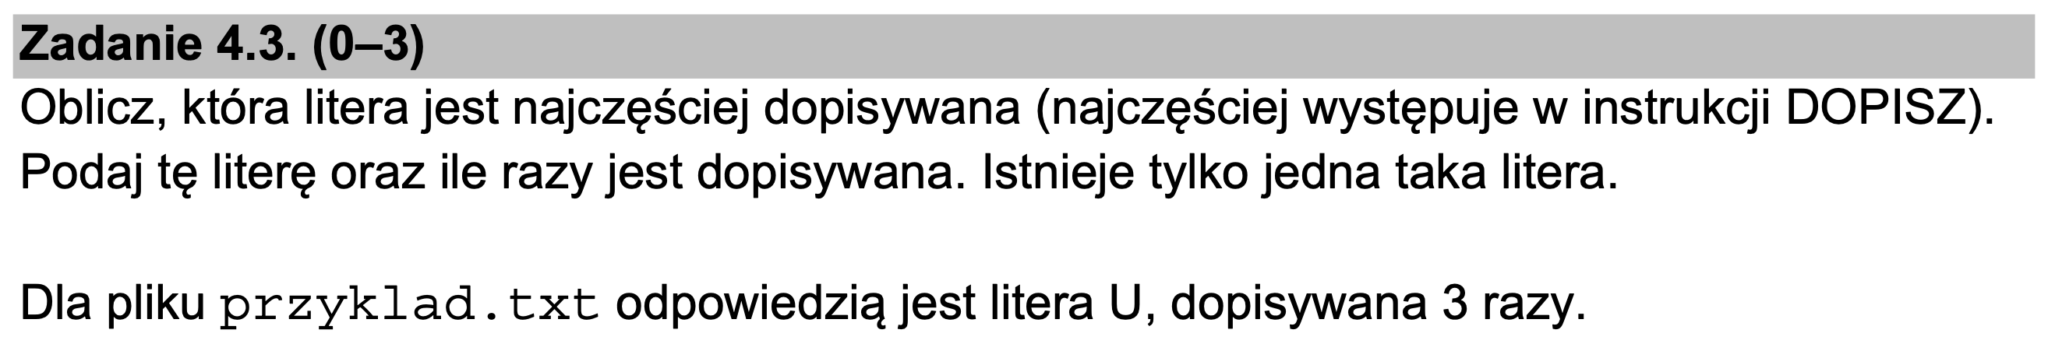 Zadanie 4.3. (0–3)
Oblicz, która litera jest najczęściej dopisywana (najczęściej występuje w instrukcji DOPISZ).
Podaj tę literę oraz ile razy jest dopisywana. Istnieje tylko jedna taka litera.
Dla pliku przyklad.txt odpowiedzią jest litera U, dopisywana 3 razy.